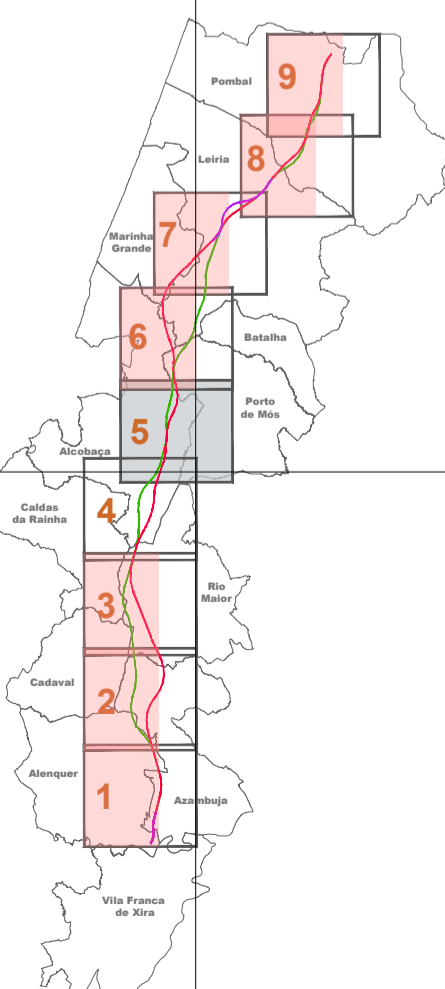 9
Pombal
8
Leiria
7
Marinha
Grande
6
Batalha
5
Porto
de Mós
Alcobaça
4
Caldas
da Rainha
3
Rio
Maior
2
Cadaval
1
Alenquer
Azambuja
Vila Franca
de Xira